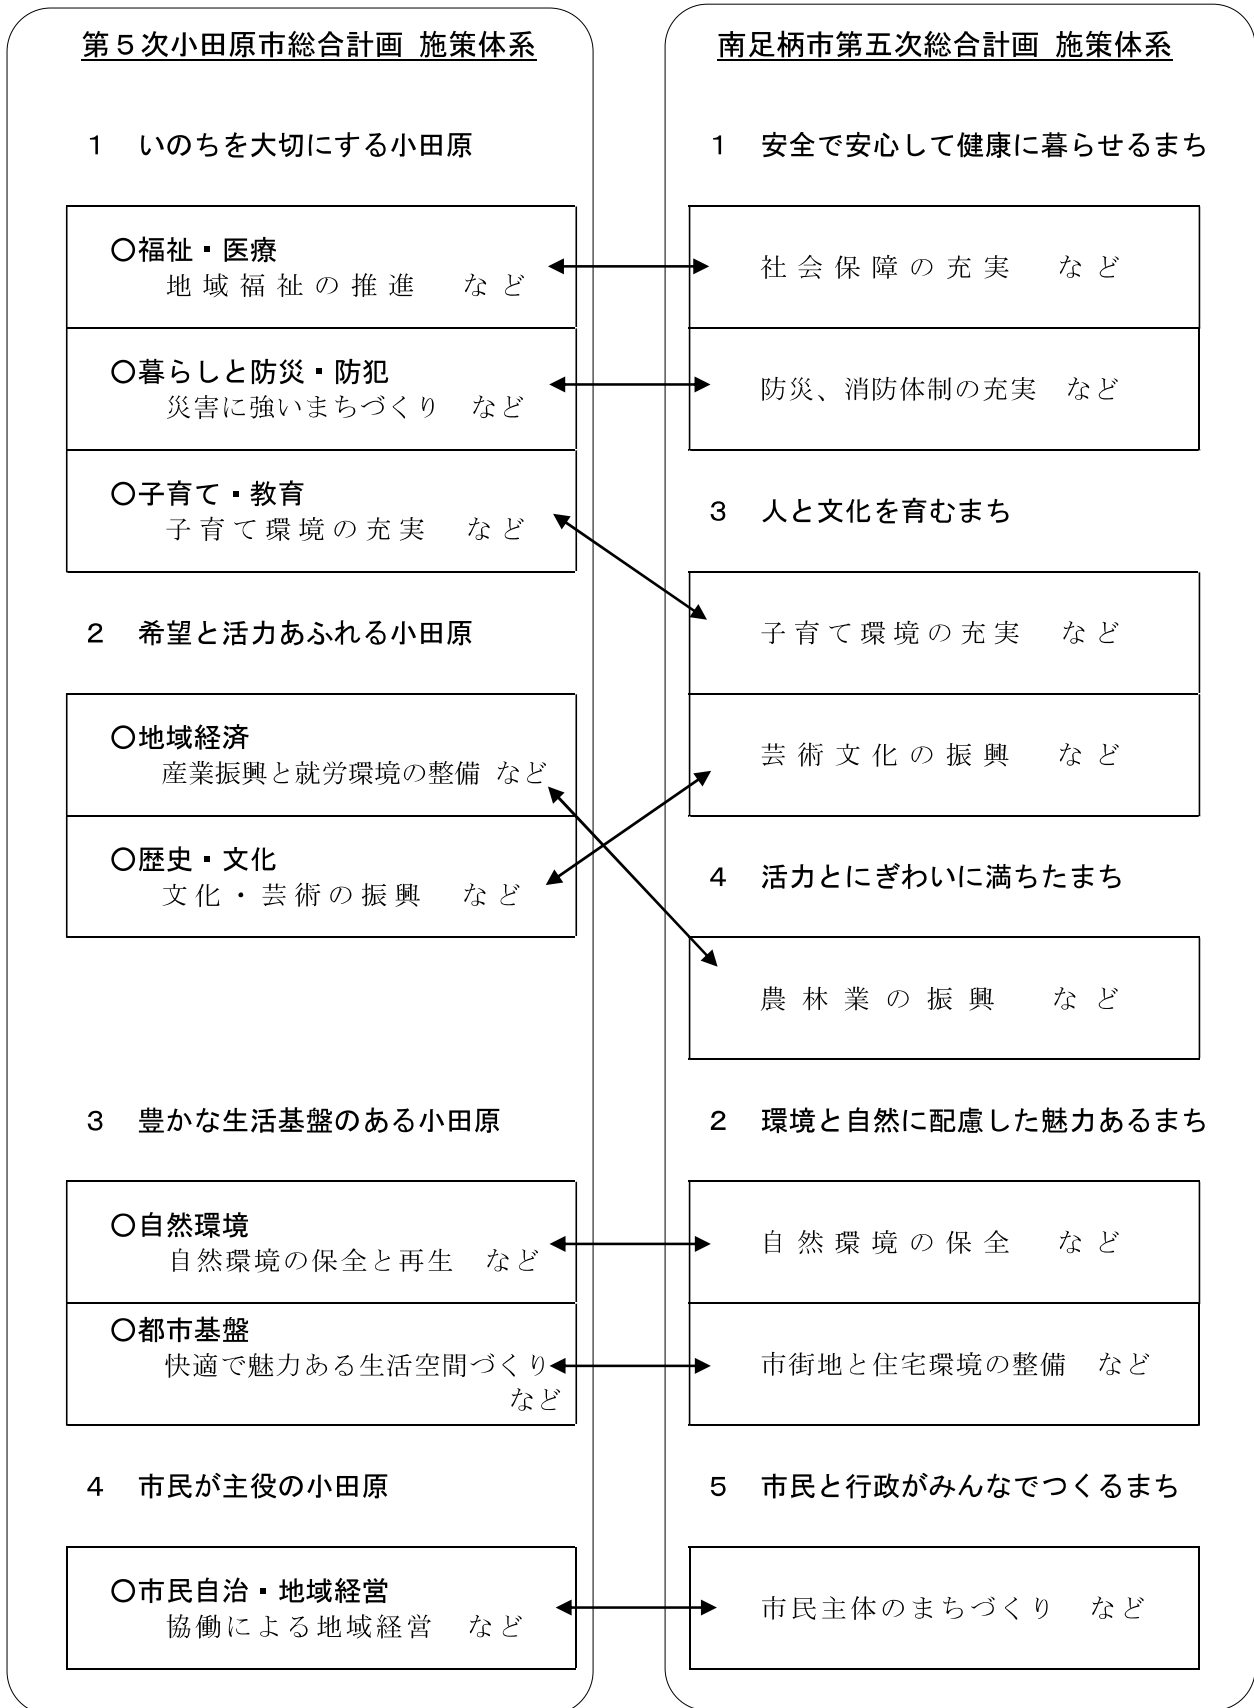 第5次小田原市総合計画 施策体系
1 いのちを大切にする小田原
○福祉・医療
地域福祉の推進 など
○暮らしと防災・防犯
災害に強いまちづくり など
○子育て・教育
子育て環境の充実 など
2 希望と活力あふれる小田原
○地域経済
産業振興と就労環境の整備 など
○歴史・文化
文化・芸術の振興 など
3 豊かな生活基盤のある小田原
○自然環境
自然環境の保全と再生 など
○都市基盤
快適で魅力ある生活空間づくり
など
4 市民が主役の小田原
○市民自治・地域経営
協働による地域経営 など
南足柄市第五次総合計画 施策体系
1 安全で安心して健康に暮らせるまち
社会保障の充実 など
防災、消防体制の充実 など
3 人と文化を育むまち
子育て環境の充実 など
芸術文化の振興 など
4 活力とにぎわいに満ちたまち
農林業の振興 など
2 環境と自然に配慮した魅力あるまち
自然環境の保全 など
市街地と住宅環境の整備 など
5 市民と行政がみんなでつくるまち
市民主体のまちづくり など